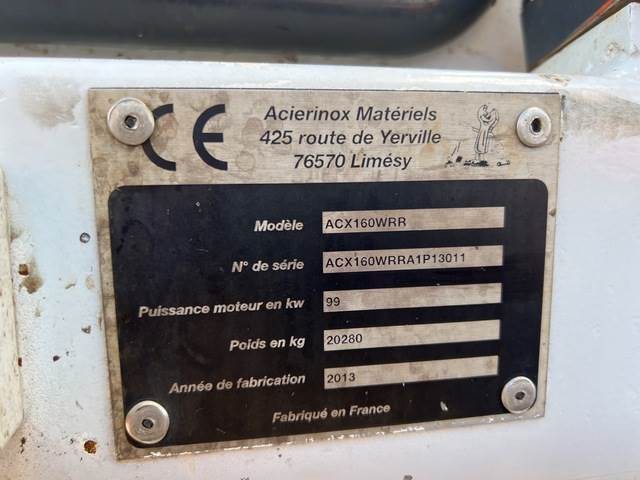 CE
Acierinox Matériels
425 route de Yerville
76570 Limésy
Modèle ACX160WRR
N° de série ACX160WRRA1P13011
Puissance moteur en kw 99
Poids en kg 20280
Année de fabrication 2013
Fabriqué en France